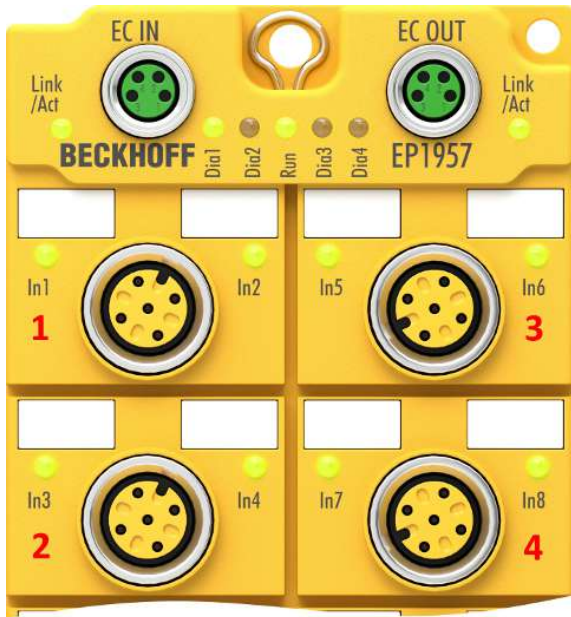 EC IN
EC OUT
Link
/Act
Link
/Act
BECKHOFF
Dia1
Dia2
Run
Dia3
Dia4
EP1957
In1
In2
In5
In6
1
3
In3
In4
In7
In8
2
4